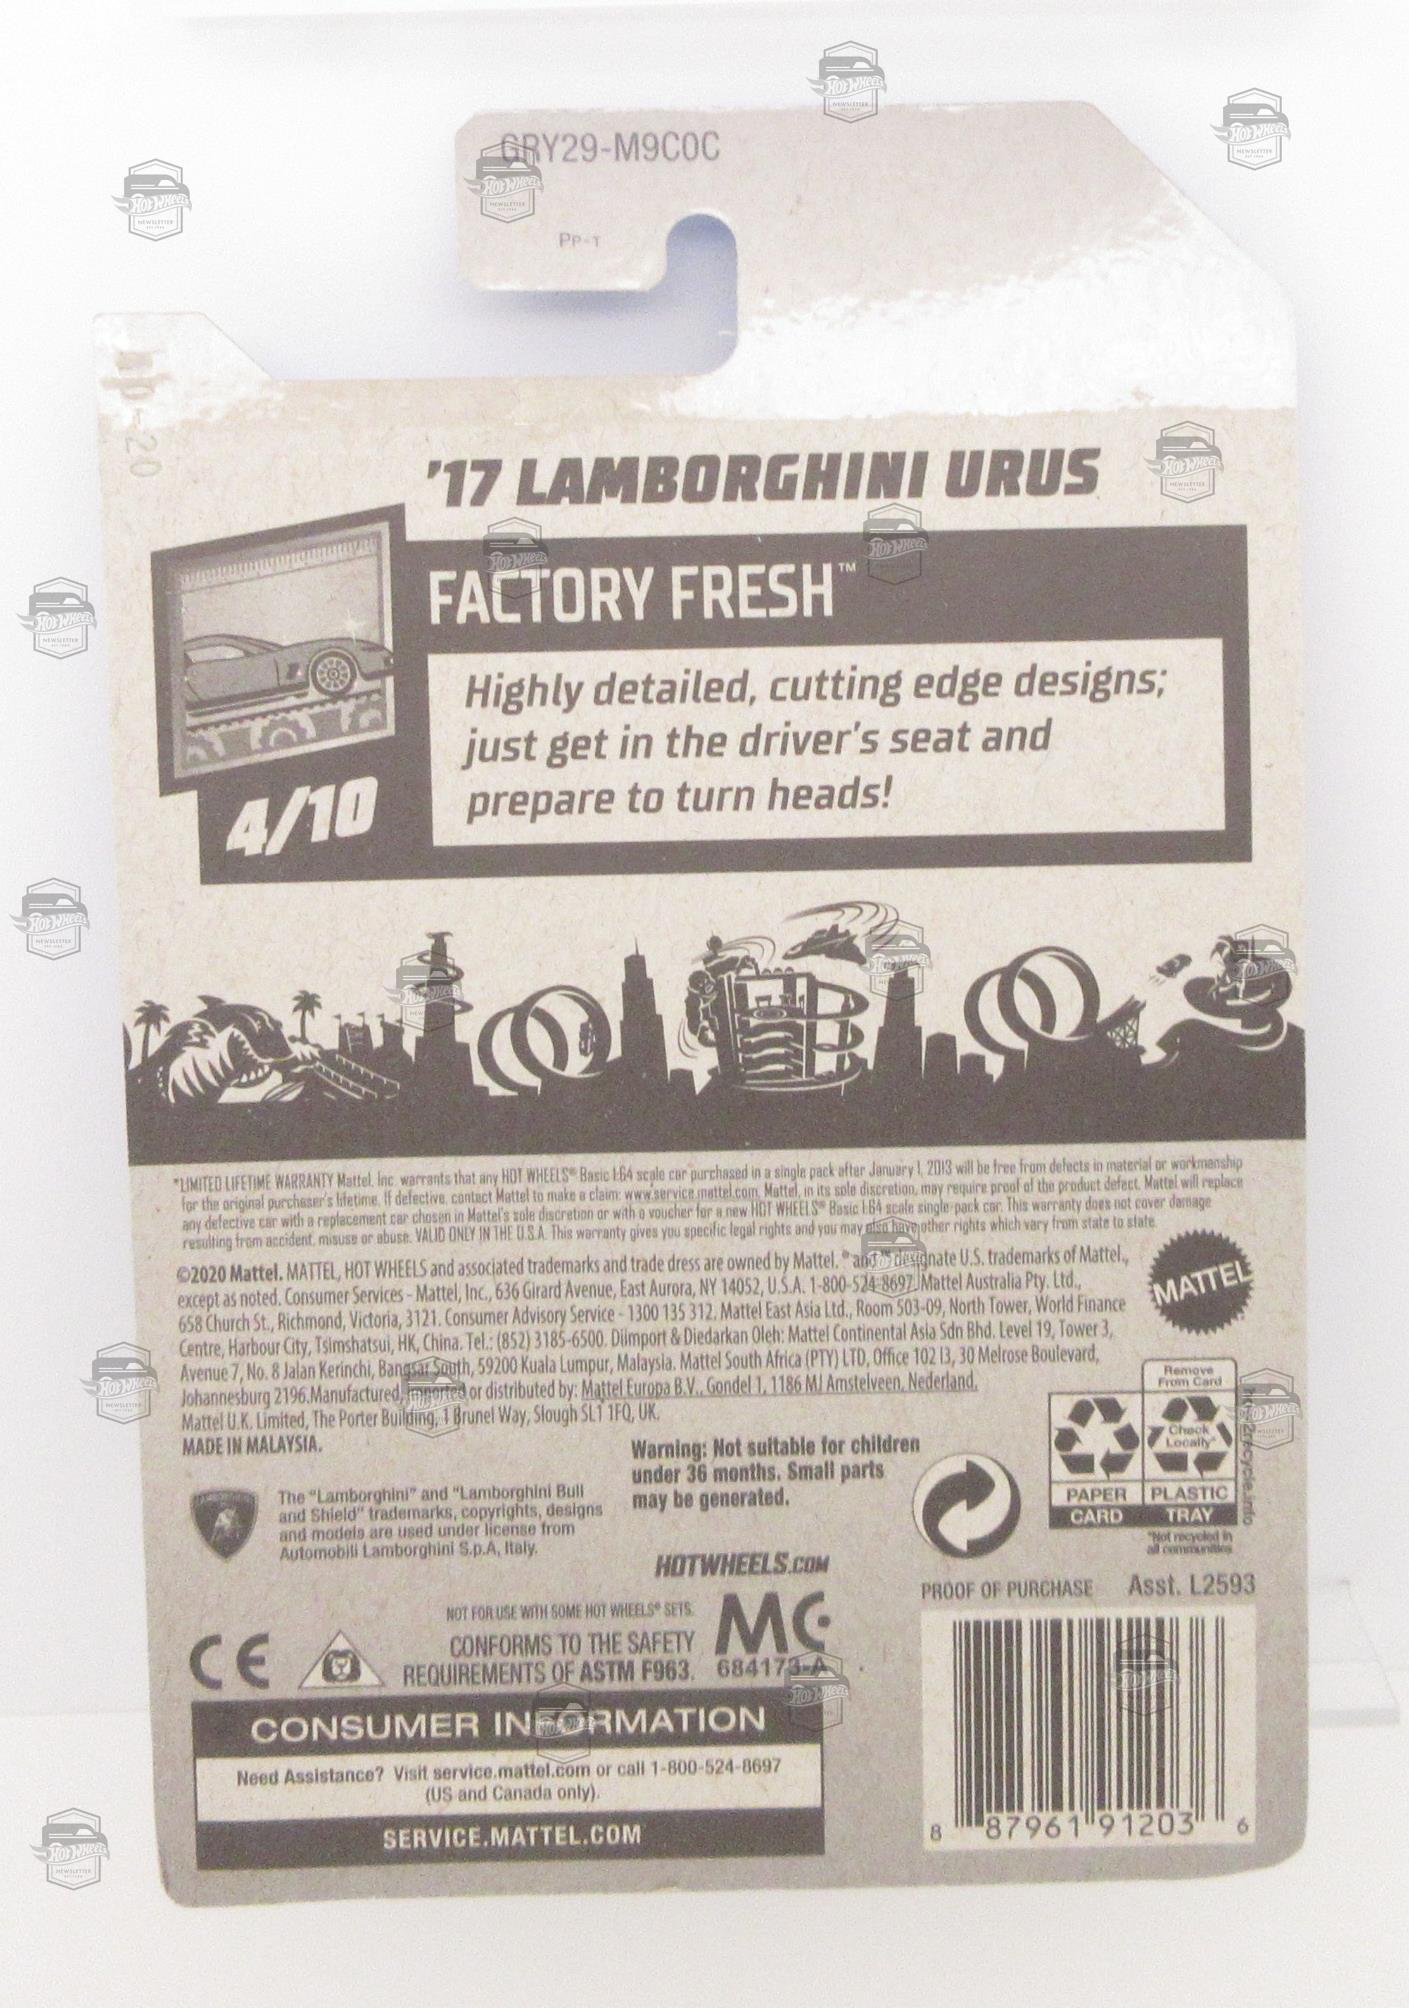 GRY29-M9C0C
PP-T
'17 LAMBORGHINI URUS
FACTORY FRESH™
Highly detailed, cutting edge designs;
just get in the driver's seat and
prepare to turn heads!
4/10
*LIMITED LIFETIME WARRANTY Mattel, Inc. warrants that any HOT WHEELS® Basic 1:64 scale car purchased in a single pack after January 1, 2013 will be free from defects in material or workmanship
for the original purchaser's lifetime. If defective, contact Mattel to make a claim: www.service.mattel.com. Mattel, in its sole discretion, may require proof of the product defect. Mattel will replace
any defective car with a replacement car chosen in Mattel's sole discretion or with a voucher for a new HOT WHEELS® Basic 1:64 scale single-pack car. This warranty does not cover damage
resulting from accident, misuse or abuse. VALID ONLY IN THE U.S.A. This warranty gives you specific legal rights and you may also have other rights which vary from state to state.
©2020 Mattel. MATTEL, HOT WHEELS and associated trademarks and trade dress are owned by Mattel. ® and ™ designate U.S. trademarks of Mattel,
except as noted. Consumer Services - Mattel, Inc., 636 Girard Avenue, East Aurora, NY 14052, U.S.A. 1-800-524-8697. Mattel Australia Pty. Ltd.,
658 Church St., Richmond, Victoria, 3121. Consumer Advisory Service - 1300 135 312. Mattel East Asia Ltd., Room 503-09, North Tower, World Finance
Centre, Harbour City, Tsimshatsui, HK, China. Tel.: (852) 3185-6500. Diimport & Diedarkan Oleh: Mattel Continental Asia Sdn Bhd. Level 19, Tower 3,
Avenue 7, No. 8 Jalan Kerinchi, Bangsar South, 59200 Kuala Lumpur, Malaysia. Mattel South Africa (PTY) LTD, Office 102 I3, 30 Melrose Boulevard,
Johannesburg 2196.Manufactured, imported or distributed by: Mattel Europa B.V., Gondel 1, 1186 MJ Amstelveen, Nederland.
Mattel U.K. Limited, The Porter Building, 1 Brunel Way, Slough SL1 1FQ, UK.
MADE IN MALAYSIA.
MATTEL
Warning: Not suitable for children
under 36 months. Small parts
may be generated.
The "Lamborghini" and "Lamborghini Bull
and Shield" trademarks, copyrights, designs
and models are used under license from
Automobili Lamborghini S.p.A, Italy.
Remove
From Card
Check
Locally*
PAPER PLASTIC
CARD TRAY
*Not recycled in
all communities
how2recycle.info
HOTWHEELS.COM
PROOF OF PURCHASE Asst. L2593
NOT FOR USE WITH SOME HOT WHEELS® SETS.
CE
CONFORMS TO THE SAFETY
REQUIREMENTS OF ASTM F963.
MC
684173-A
CONSUMER INFORMATION
Need Assistance? Visit service.mattel.com or call 1-800-524-8697
(US and Canada only).
SERVICE.MATTEL.COM
8 87961 91203 6
HOT WHEELS
NEWSLETTER